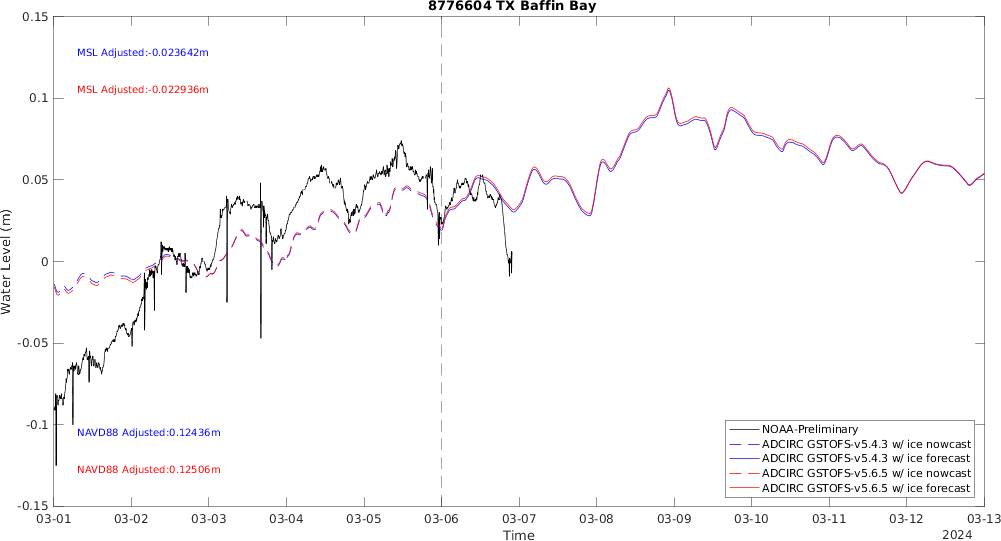 8776604 TX Baffin Bay
0.15
0.1
0.05
0
-0.05
-0.1
-0.15
Water Level (m)
MSL Adjusted:-0.023642m
MSL Adjusted:-0.022936m
NAVD88 Adjusted:0.12436m
NAVD88 Adjusted:0.12506m
NOAA-Preliminary
ADCIRC GSTOFS-v5.4.3 w/ ice nowcast
ADCIRC GSTOFS-v5.4.3 w/ ice forecast
ADCIRC GSTOFS-v5.6.5 w/ ice nowcast
ADCIRC GSTOFS-v5.6.5 w/ ice forecast
03-01 03-02 03-03 03-04 03-05 03-06 03-07 03-08 03-09 03-10 03-11 03-12 03-13
Time
2024